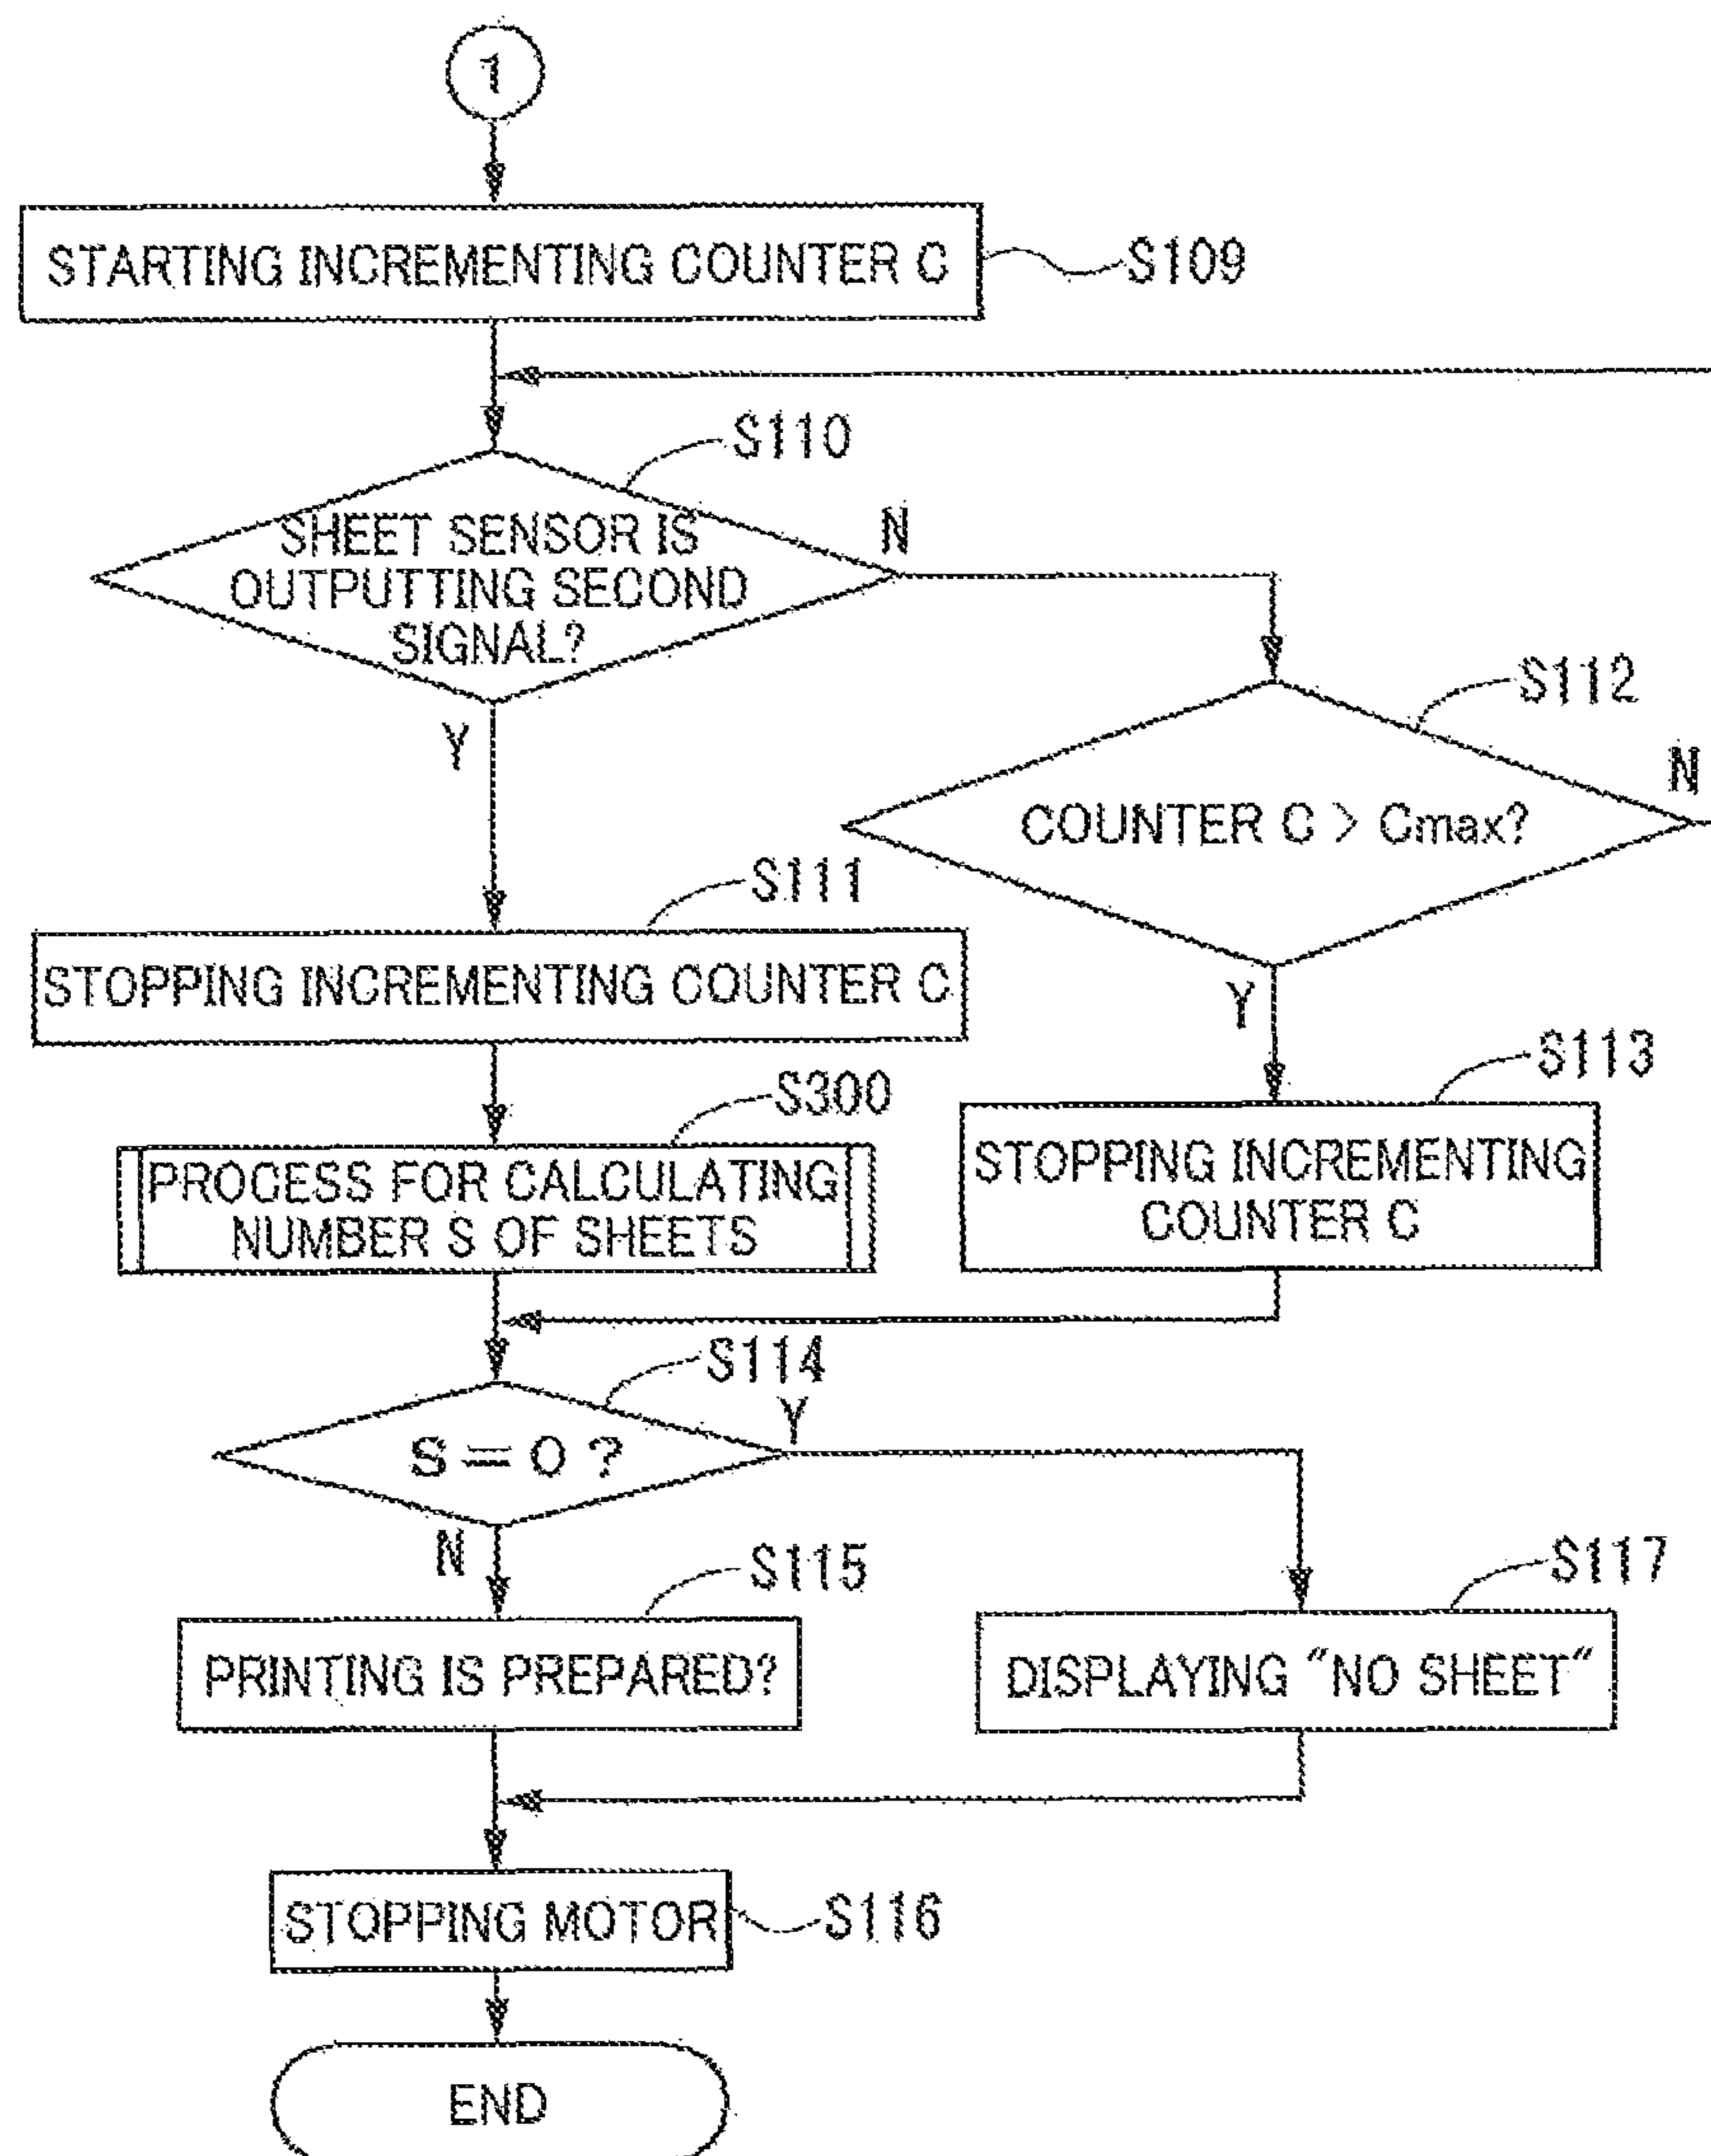 1
STARTING INCREMENTING COUNTER C
S109
S110
SHEET SENSOR IS
OUTPUTTING SECOND
SIGNAL?
N
Y
S112
COUNTER C > Cmax?
N
Y
S111
STOPPING INCREMENTING COUNTER C
S113
STOPPING INCREMENTING
COUNTER C
S300
PROCESS FOR CALCULATING
NUMBER S OF SHEETS
S114
S = 0 ?
Y
N
S115
PRINTING IS PREPARED?
S117
DISPLAYING "NO SHEET"
STOPPING MOTOR
S116
END